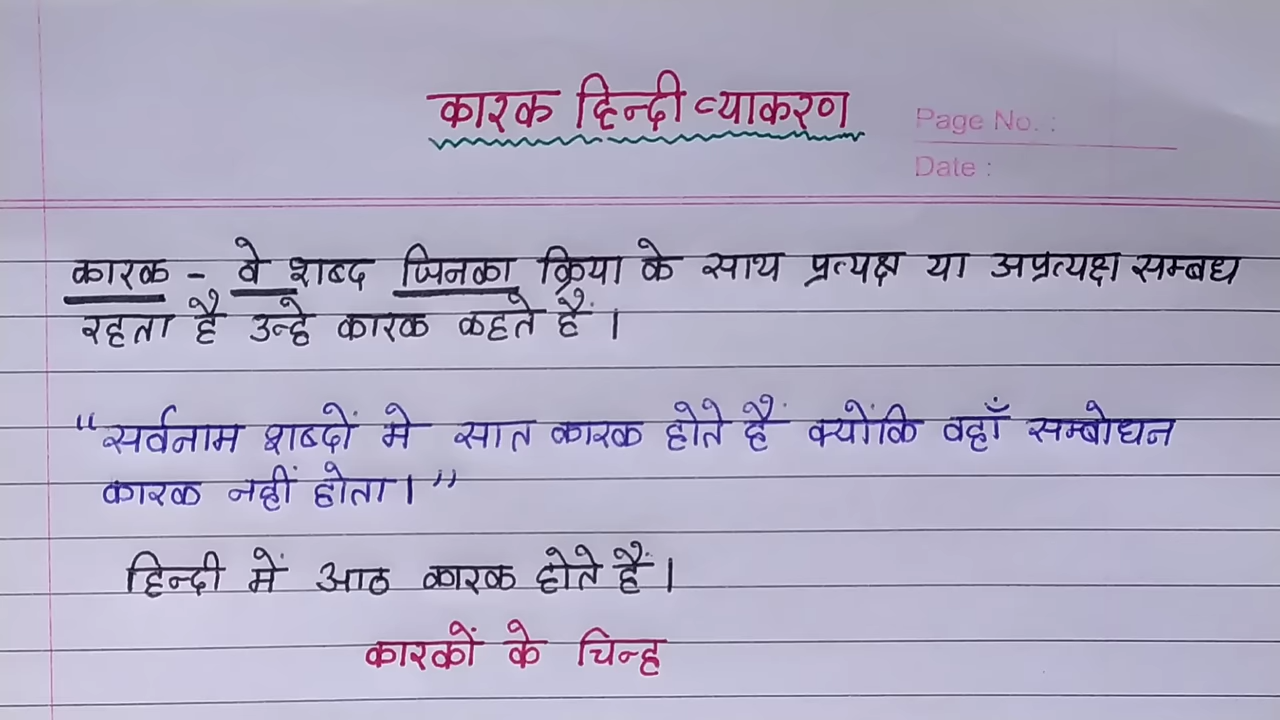 कारक हिन्दी व्याकरण
Page No. :
Date :
कारक - वे शब्द जिनका क्रिया के साथ प्रत्यक्ष या अप्रत्यक्ष सम्बध
रहता है उन्हे कारक कहते हैं ।
“सर्वनाम शब्दों मे सात कारक होते हैं क्योंकि वहाँ सम्बोधन
कारक नहीं होता।”
हिन्दी में आठ कारक होते हैं।
कारकों के चिन्ह